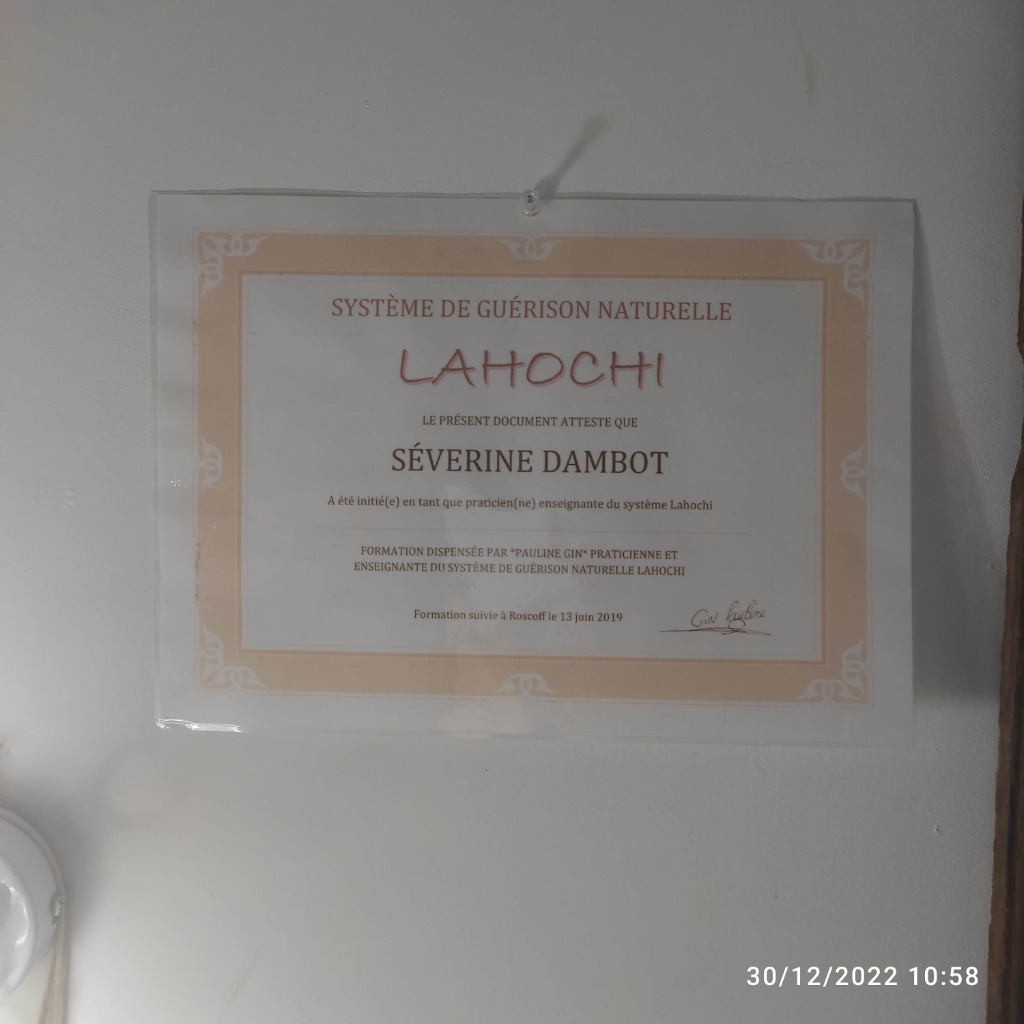 SYSTÈME DE GUÉRISON NATURELLE
LAHOCHI
LE PRÉSENT DOCUMENT ATTESTE QUE
SÉVERINE DAMBOT
A été initié(e) en tant que praticien(ne) enseignante du système Lahochi
FORMATION DISPENSÉE PAR *PAULINE GIN* PRATICIENNE ET
ENSEIGNANTE DU SYSTÈME DE GUÉRISON NATURELLE LAHOCHI
Formation suivie à Roscoff le 13 juin 2019
Gin Pauline
30/12/2022 10:58